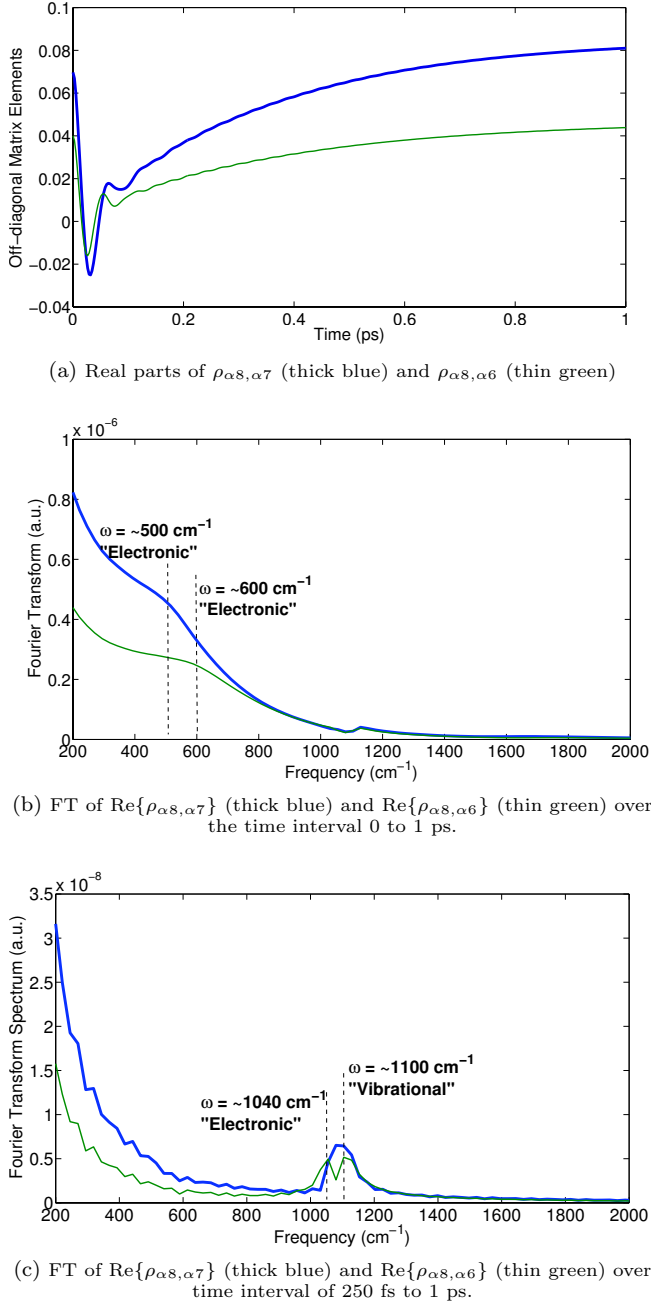 0.1
0.08
0.06
0.04
0.02
0
−0.02
−0.04
Off−diagonal Matrix Elements
0 0.2 0.4 0.6 0.8 1
Time (ps)
(a) Real parts of ρα8,α7 (thick blue) and ρα8,α6 (thin green)
x 10−6
1
0.8
0.6
0.4
0.2
0
Fourier Transform (a.u.)
ω = ~500 cm−1
"Electronic"
ω = ~600 cm−1
"Electronic"
200 400 600 800 1000 1200 1400 1600 1800 2000
Frequency (cm−1)
(b) FT of Re{ρα8,α7} (thick blue) and Re{ρα8,α6} (thin green) over
the time interval 0 to 1 ps.
x 10−8
3.5
3
2.5
2
1.5
1
0.5
0
Fourier Transform Spectrum (a.u.)
ω = ~1100 cm−1
"Vibrational"
ω = ~1040 cm−1
"Electronic"
200 400 600 800 1000 1200 1400 1600 1800 2000
Frequency (cm−1)
(c) FT of Re{ρα8,α7} (thick blue) and Re{ρα8,α6} (thin green) over
time interval of 250 fs to 1 ps.